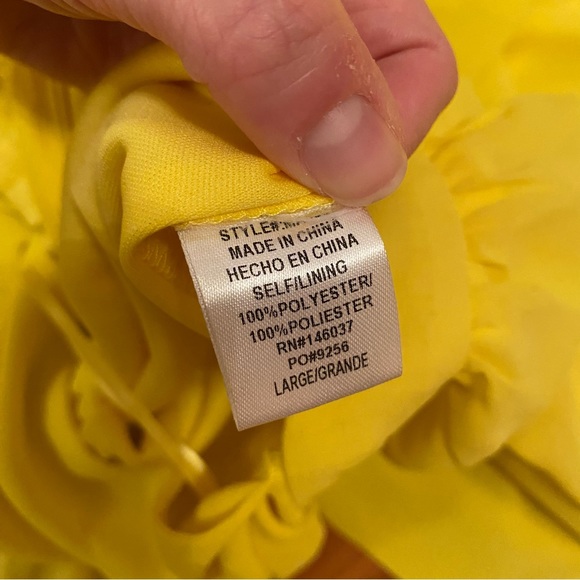 STYLE#:
MADE IN CHINA
HECHO EN CHINA
SELF/LINING
100%POLYESTER/
100%POLIESTER
RN#146037
PO#9256
LARGE/GRANDE